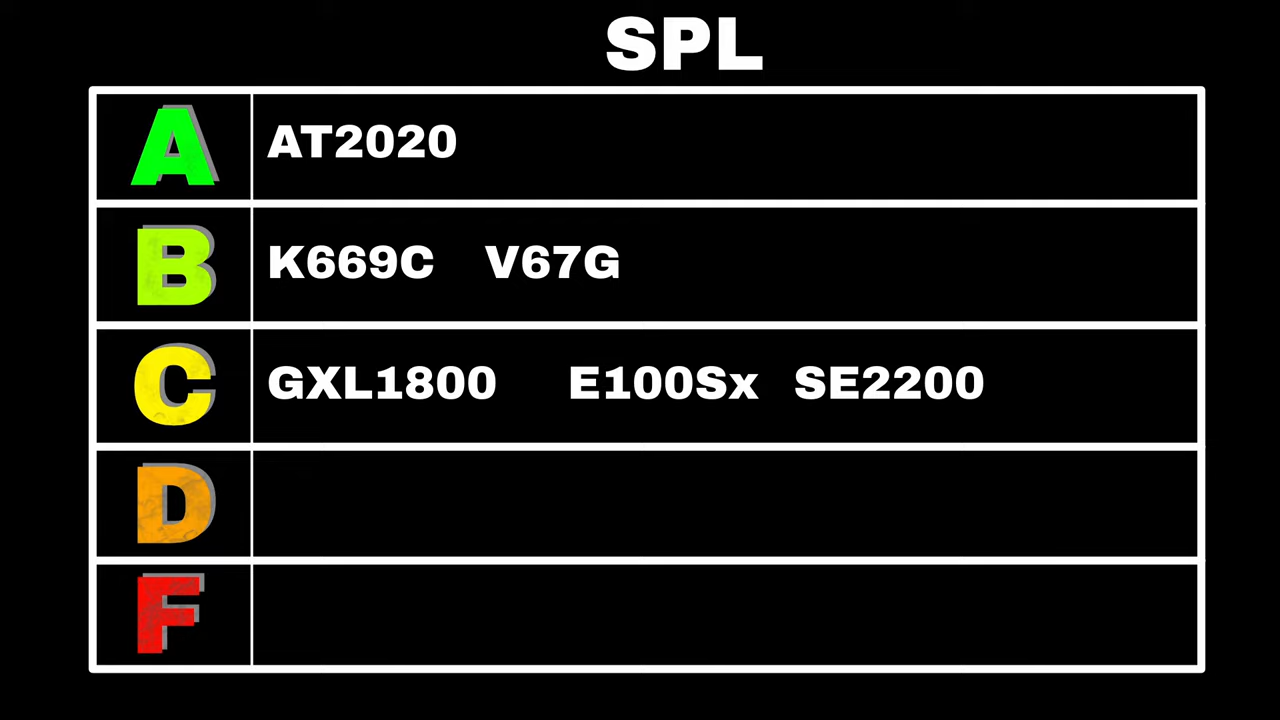 SPL
A AT2020
B K669C V67G
C GXL1800 E100Sx SE2200
D
F